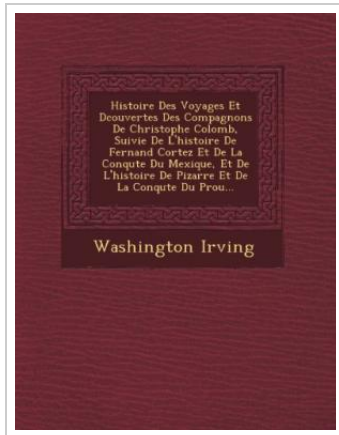 Histoire Des Voyages Et
Dcouvertes Des Compagnons
De Christophe Colomb,
Suivie De L'histoire De
Fernand Cortez Et De La
Conqute Du Mexique, Et De
L'histoire De Pizarre Et De
La Conqute Du Prou...
Washington Irving